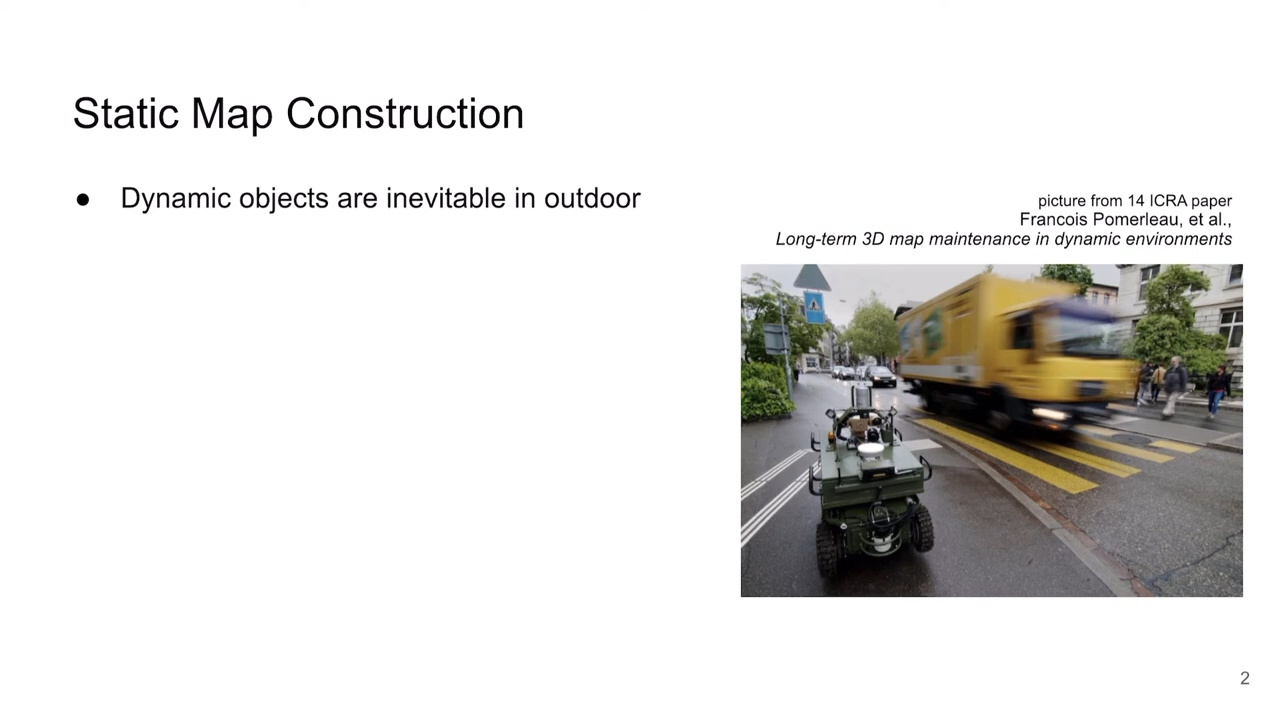 Static Map Construction
● Dynamic objects are inevitable in outdoor
picture from 14 ICRA paper
Francois Pomerleau, et al.,
Long-term 3D map maintenance in dynamic environments
2